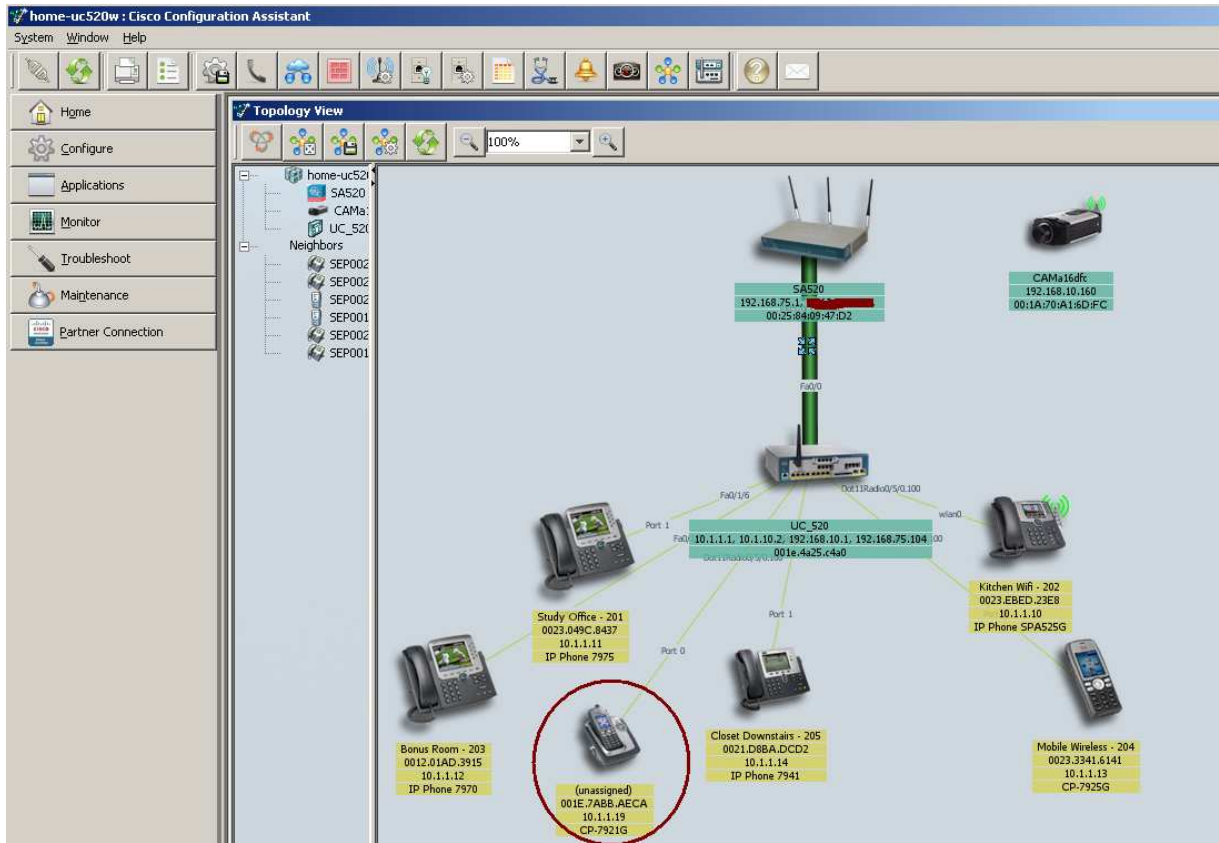 home-uc520w : Cisco Configuration Assistant
System Window Help
Home
Configure
Applications
Monitor
Troubleshoot
Maintenance
Partner Connection
Topology View
100%
home-uc52
SA520
CAMa1
UC_52
Neighbors
SEP002
SEP002
SEP002
SEP001
SEP002
SEP001
SA520
192.168.75.1,
00:25:84:09:47:D2
CAMa16dfc
192.168.10.160
00:1A:70:A1:6D:FC
Fa0/0
Fa0/1/6
Dot11Radio0/5/0.100
Port 1
wlan0
UC_520
10.1.1.1, 10.1.10.2, 192.168.10.1, 192.168.75.104
001e.4a25.c4a0
Study Office - 201
0023.049C.8437
10.1.1.11
IP Phone 7975
Port 1
Port 0
Kitchen Wifi - 202
0023.EBED.23E8
10.1.1.10
IP Phone SPA525G
Bonus Room - 203
0012.01AD.3915
10.1.1.12
IP Phone 7970
(unassigned)
001E.7ABB.AECA
10.1.1.19
CP-7921G
Closet Downstairs - 205
0021.D8BA.DCD2
10.1.1.14
IP Phone 7941
Mobile Wireless - 204
0023.3341.6141
10.1.1.13
CP-7925G